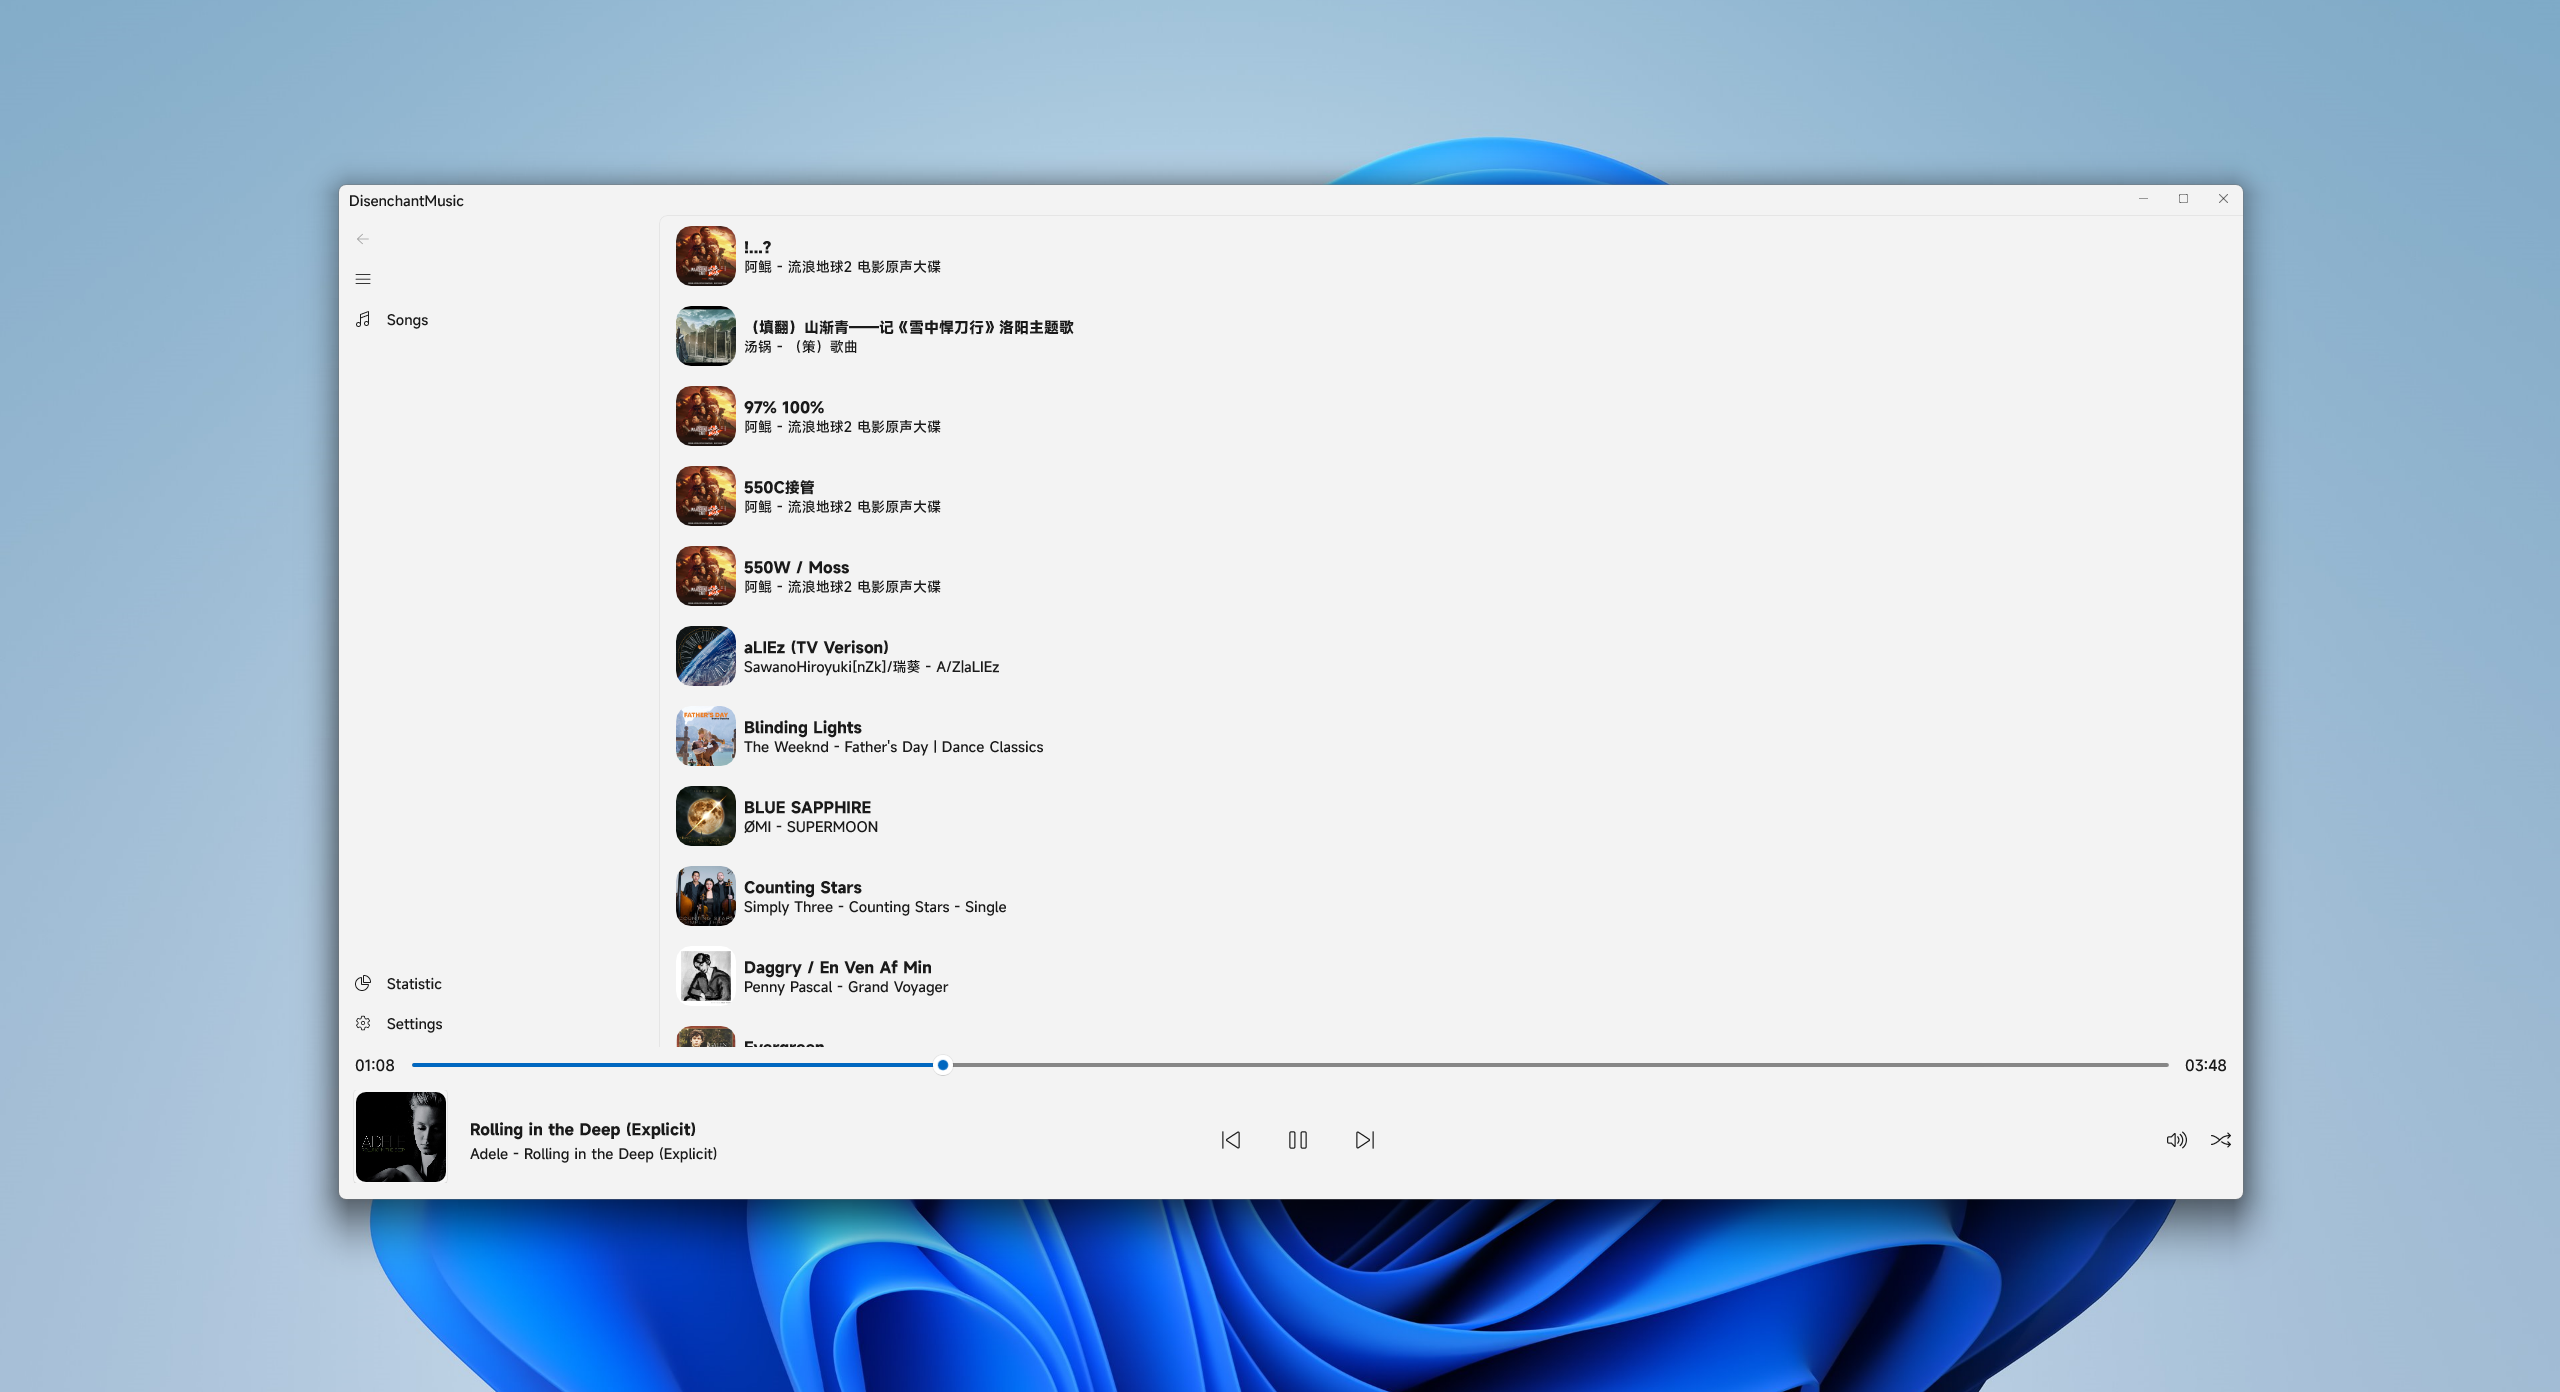 DisenchantMusic
Songs
!...?
阿鲲 - 流浪地球2 电影原声大碟
（填翻）山渐青——记《雪中悍刀行》洛阳主题歌
汤锅 - （策）歌曲
97% 100%
阿鲲 - 流浪地球2 电影原声大碟
550C接管
阿鲲 - 流浪地球2 电影原声大碟
550W / Moss
阿鲲 - 流浪地球2 电影原声大碟
aLIEz (TV Verison)
SawanoHiroyuki[nZk]/瑞葵 - A/Z|aLIEz
FATHER'S DAY
Blinding Lights
The Weeknd - Father's Day | Dance Classics
BLUE SAPPHIRE
ØMI - SUPERMOON
Counting Stars
Simply Three - Counting Stars - Single
Daggry / En Ven Af Min
Penny Pascal - Grand Voyager
Evergreen
Statistic
Settings
01:08
03:48
ADELE
Rolling in the Deep (Explicit)
Adele - Rolling in the Deep (Explicit)